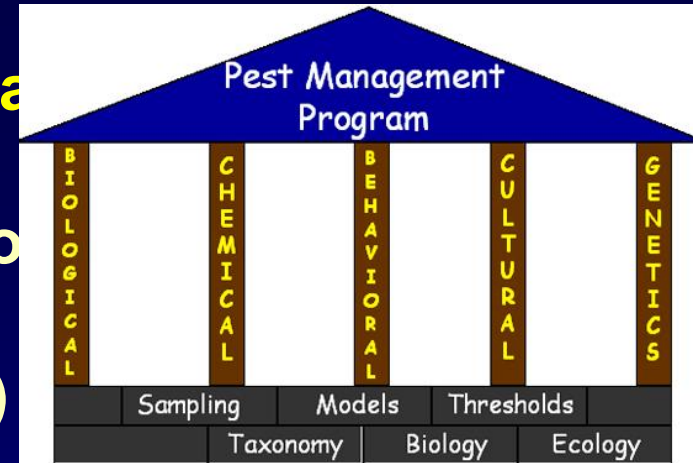 Pest Management
Program
BIOLOGICAL
CHEMICAL
BEHAVIORAL
CULTURAL
GENETICS
Sampling Models Thresholds
Taxonomy Biology Ecology